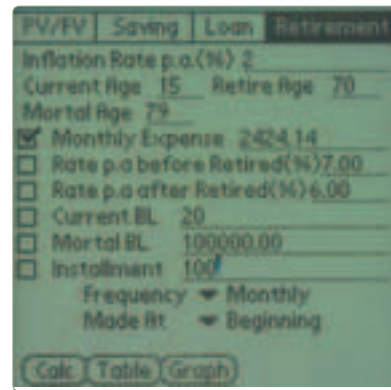 PV/FV Saving Loan Retirement
Inflation Rate p.a.(%) 2
Current Age 15 Retire Age 70
Mortal Age 79
Monthly Expense 2424.14
Rate p.a before Retired(%)7.00
Rate p.a after Retired(%)6.00
Current BL 20
Mortal BL 100000.00
Installment 100
Frequency Monthly
Made At Beginning
Calc Table Graph